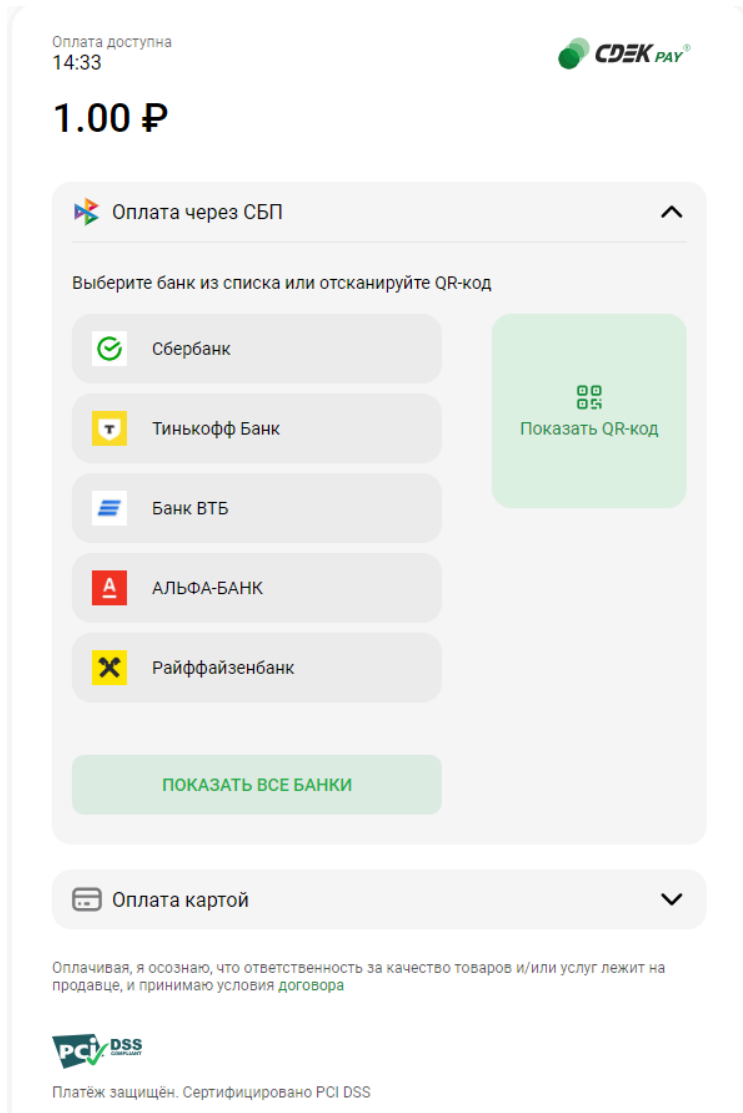 Оплата доступна
14:33
CDEK PAY®
1.00 ₽
Оплата через СБП
Выберите банк из списка или отсканируйте QR-код
Сбербанк
Тинькофф Банк
Банк ВТБ
АЛЬФА-БАНК
Райффайзенбанк
Показать QR-код
ПОКАЗАТЬ ВСЕ БАНКИ
Оплата картой
Оплачивая, я осознаю, что ответственность за качество товаров и/или услуг лежит на
продавце, и принимаю условия договора
PCI DSS
COMPLIANT
Платёж защищён. Сертифицировано PCI DSS